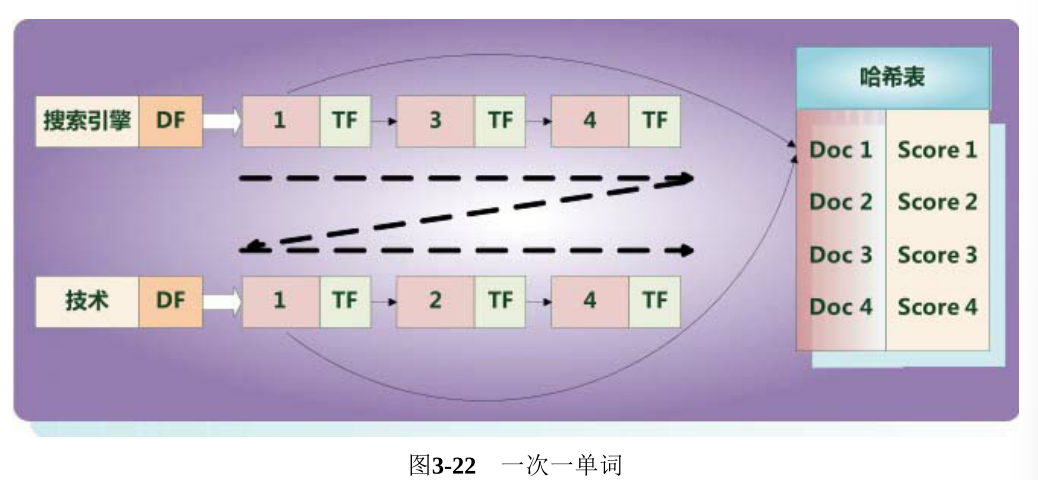 哈希表
搜索引擎 DF 1 TF 3 TF 4 TF
Doc 1 Score 1
Doc 2 Score 2
Doc 3 Score 3
Doc 4 Score 4
技术 DF 1 TF 2 TF 4 TF
图3-22 一次一单词